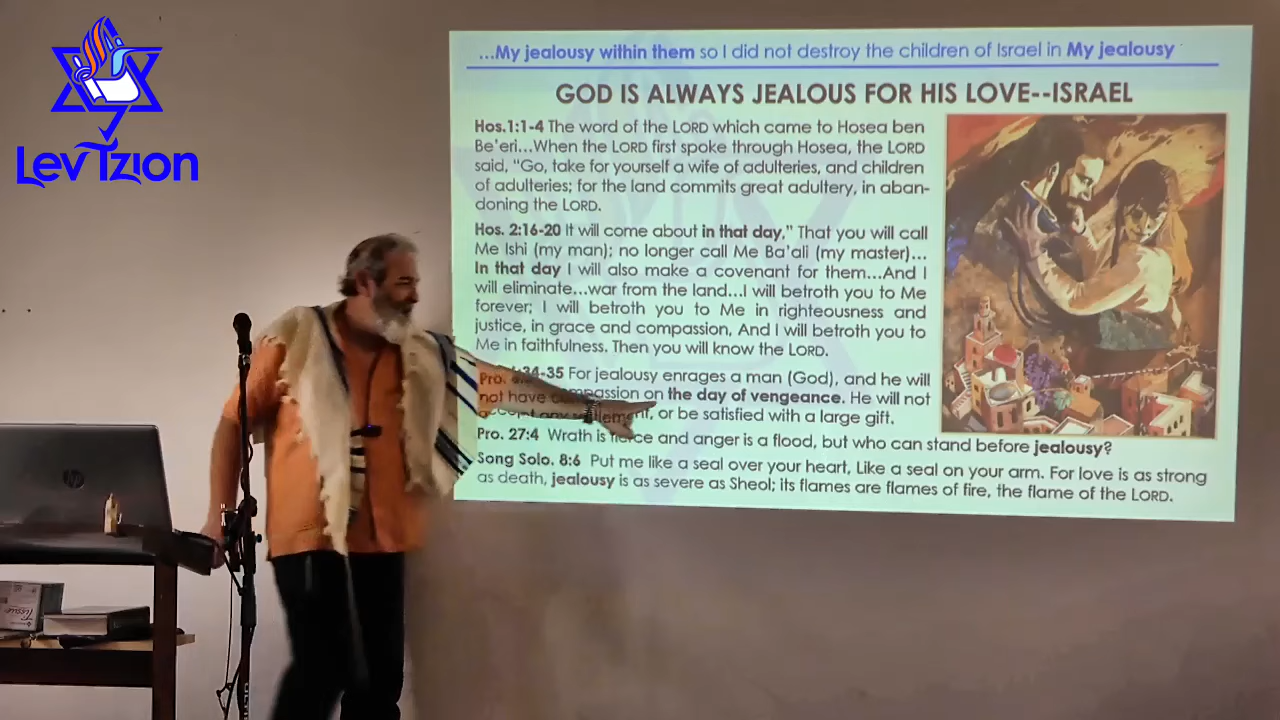 Lev Tzion
...My jealousy within them so I did not destroy the children of Israel in My jealousy
GOD IS ALWAYS JEALOUS FOR HIS LOVE--ISRAEL
Hos.1:1-4 The word of the LORD which came to Hosea ben
Be'eri...When the LORD first spoke through Hosea, the LORD
said, "Go, take for yourself a wife of adulteries, and children
of adulteries; for the land commits great adultery, in aban-
doning the LORD.
Hos. 2:16-20 It will come about in that day," That you will call
Me Ishi (my man); no longer call Me Ba'ali (my master)...
In that day I will also make a covenant for them...And I
will eliminate...war from the land...I will betroth you to Me
forever; I will betroth you to Me in righteousness and
justice, in grace and compassion, And I will betroth you to
Me in faithfulness. Then you will know the LORD.
Pro. 34-35 For jealousy enrages a man (God), and he will
not have on the day of vengeance. He will not
or be satisfied with a large gift.
Pro. 27:4 Wrath is fierce and anger is a flood, but who can stand before jealousy?
Song Solo. 8:6 Put me like a seal over your heart, Like a seal on your arm. For love is as strong
as death, jealousy is as severe as Sheol; its flames are flames of fire, the flame of the LORD.
hp
Tissue